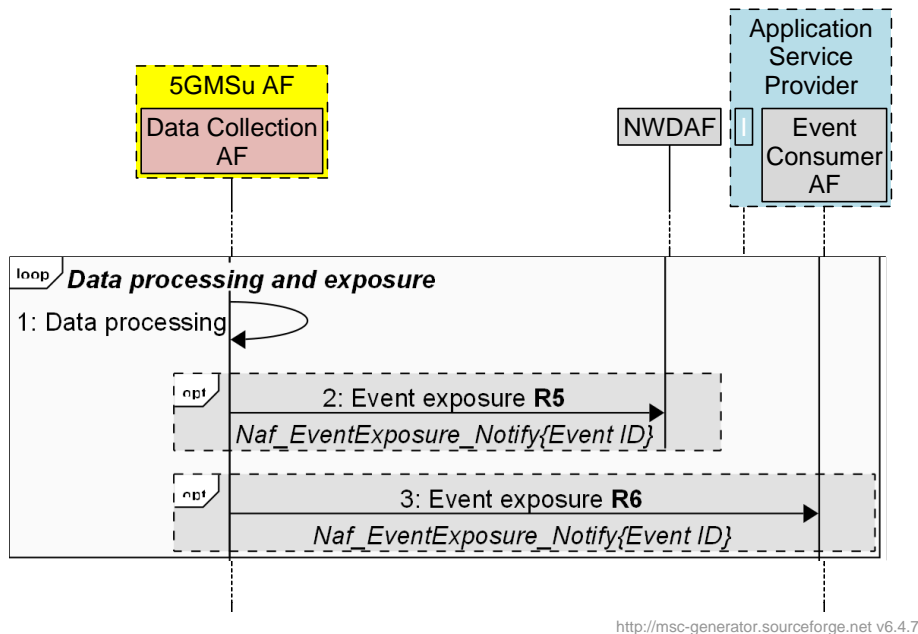 Application
Service
Provider
5GMSu AF
Data Collection
AF
NWDAF
I
Event
Consumer
AF
loop
Data processing and exposure
1: Data processing
opt
2: Event exposure R5
Naf_EventExposure_Notify{Event ID}
opt
3: Event exposure R6
Naf_EventExposure_Notify{Event ID}
http://msc-generator.sourceforge.net v6.4.7